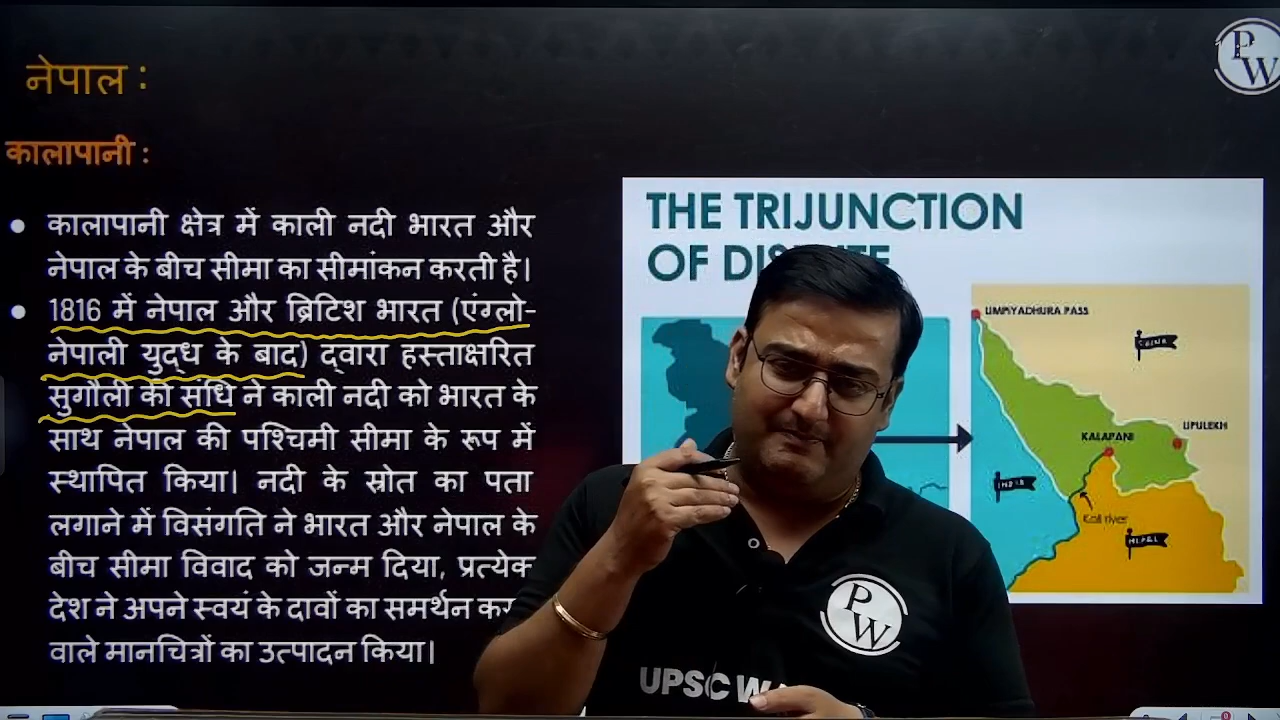 नेपाल :
कालापानी :
• कालापानी क्षेत्र में काली नदी भारत और
नेपाल के बीच सीमा का सीमांकन करती है।
• 1816 में नेपाल और ब्रिटिश भारत (एंग्लो-
नेपाली युद्ध के बाद) द्वारा हस्ताक्षरित
सुगौली की संधि ने काली नदी को भारत के
साथ नेपाल की पश्चिमी सीमा के रूप में
स्थापित किया। नदी के स्रोत का पता
लगाने में विसंगति ने भारत और नेपाल के
बीच सीमा विवाद को जन्म दिया, प्रत्येक
देश ने अपने स्वयं के दावों का समर्थन
वाले मानचित्रों का उत्पादन किया।
PW
THE TRIJUNCTION
OF
LIMPIYADHURA PASS
CHINA
LIPULEKH
KALAPANI
INDIA
Kali river
NEPAL
PW
UPSC